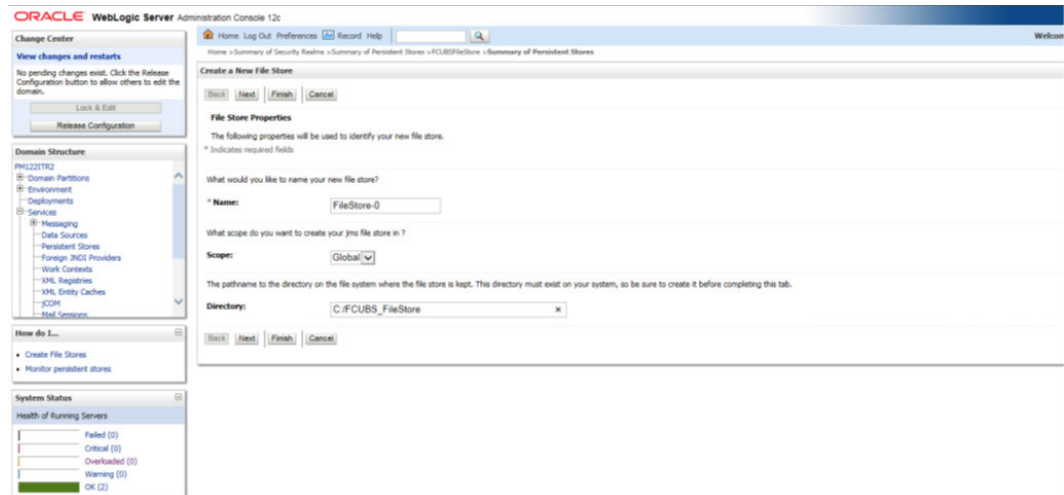 ORACLE WebLogic Server Administration Console 12c
Change Center
View changes and restarts
No pending changes exist. Click the Release
Configuration button to allow others to edit the
domain.
Lock & Edit
Release Configuration
Domain Structure
PM122ITR2
Domain Partitions
Environment
Deployments
Services
Messaging
Data Sources
Persistent Stores
Foreign JNDI Providers
Work Contexts
XML Registries
XML Entity Caches
jCOM
Mail Sessions
How do I...
Create File Stores
Monitor persistent stores
System Status
Health of Running Servers
Failed (0)
Critical (0)
Overloaded (0)
Warning (0)
OK (2)
Home Log Out Preferences Record Help
Welcom
Home >Summary of Security Realms >Summary of Persistent Stores >FCUBSFileStore >Summary of Persistent Stores
Create a New File Store
Back Next Finish Cancel
File Store Properties
The following properties will be used to identify your new file store.
* Indicates required fields
What would you like to name your new file store?
* Name: FileStore-0
What scope do you want to create your jms file store in ?
Scope: Global
The pathname to the directory on the file system where the file store is kept. This directory must exist on your system, so be sure to create it before completing this tab.
Directory: C:/FCUBS_FileStore ×
Back Next Finish Cancel